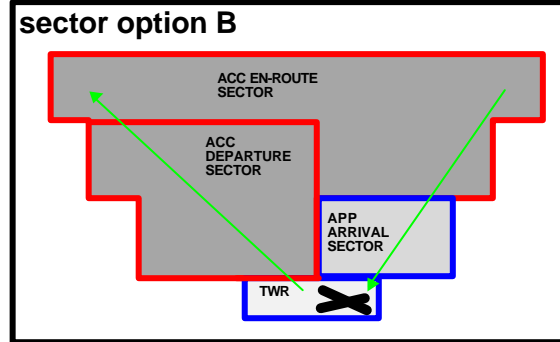 sector option B
ACC EN-ROUTE
SECTOR
ACC
DEPARTURE
SECTOR
APP
ARRIVAL
SECTOR
TWR